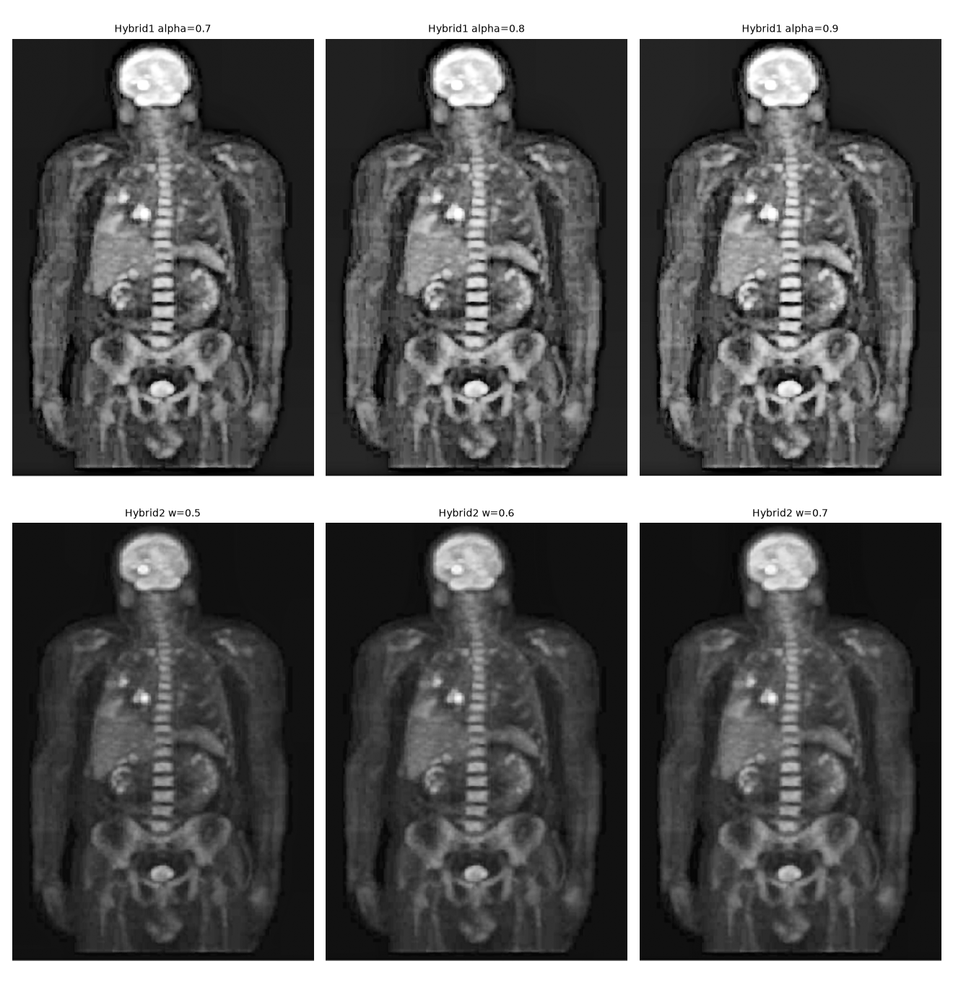 Hybrid1 alpha=0.7
Hybrid1 alpha=0.8
Hybrid1 alpha=0.9
Hybrid2 w=0.5
Hybrid2 w=0.6
Hybrid2 w=0.7